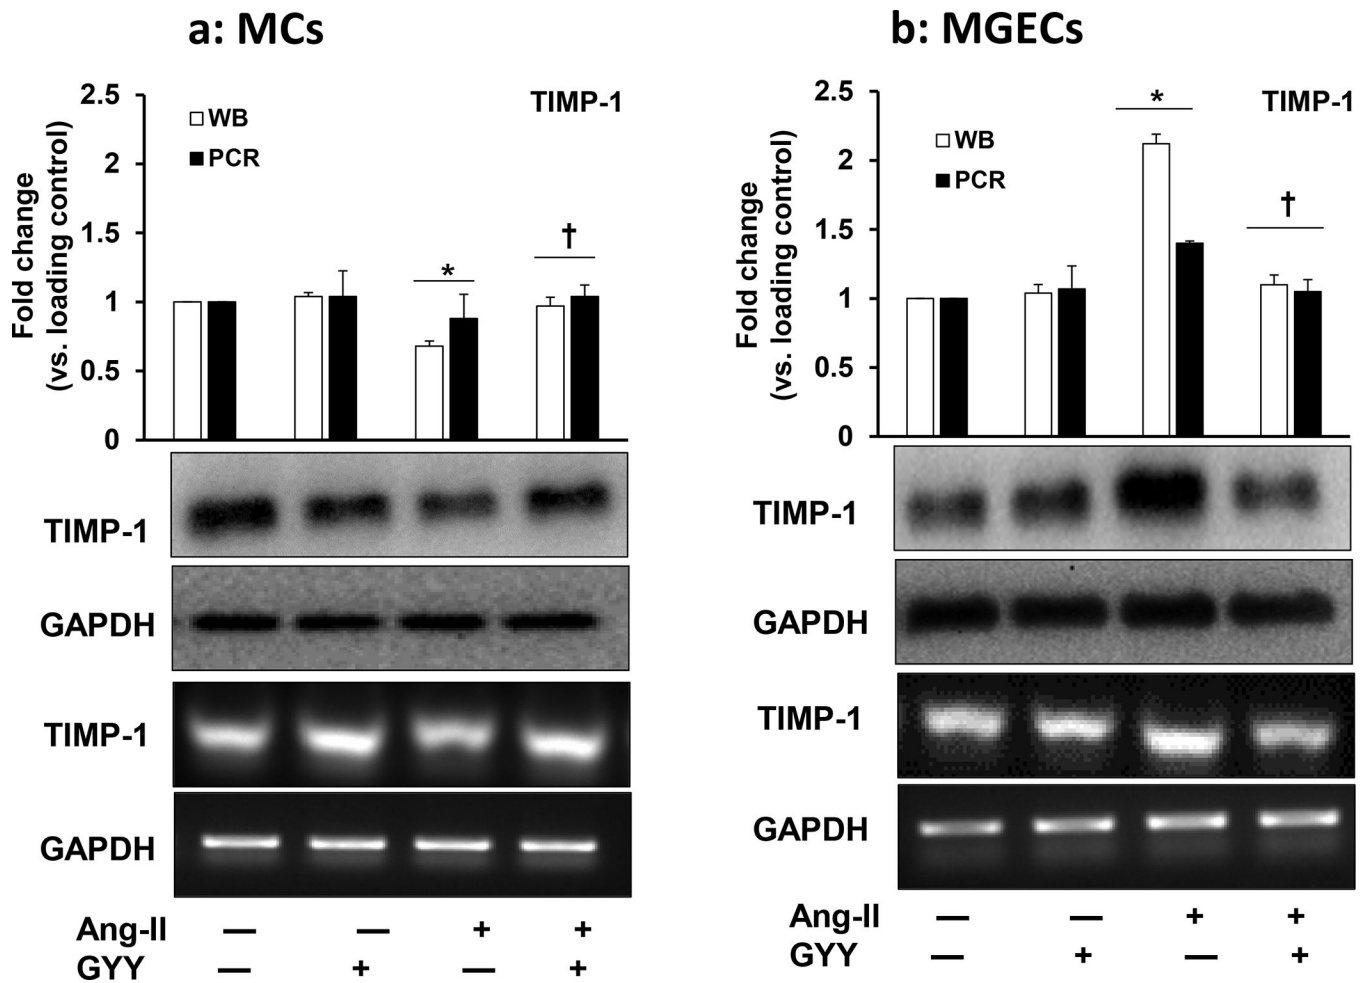 a: MCs
TIMP-1
WB
PCR
Fold change
(vs. loading control)
2.5
2
1.5
1
0.5
0
*
†
TIMP-1
GAPDH
TIMP-1
GAPDH
Ang-II — — + +
GYY — + — +
b: MGECs
TIMP-1
WB
PCR
Fold change
(vs. loading control)
2.5
2
1.5
1
0.5
0
*
†
TIMP-1
GAPDH
TIMP-1
GAPDH
Ang-II — — + +
GYY — + — +